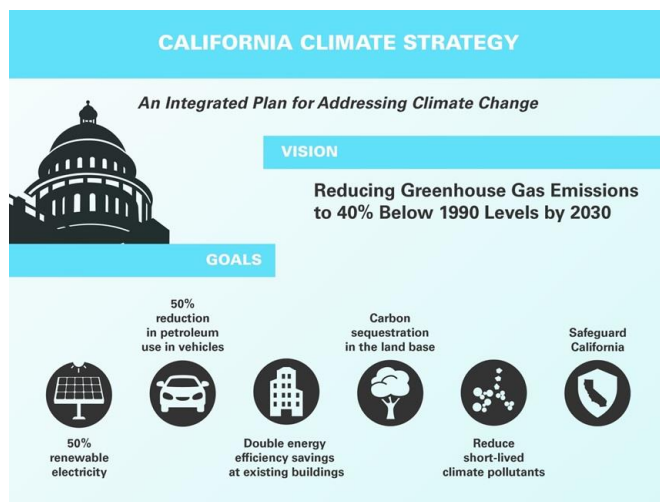 CALIFORNIA CLIMATE STRATEGY
An Integrated Plan for Addressing Climate Change
VISION
Reducing Greenhouse Gas Emissions
to 40% Below 1990 Levels by 2030
GOALS
50%
renewable
electricity
50%
reduction
in petroleum
use in vehicles
Double energy
efficiency savings
at existing buildings
Carbon
sequestration
in the land base
Reduce
short-lived
climate pollutants
Safeguard
California